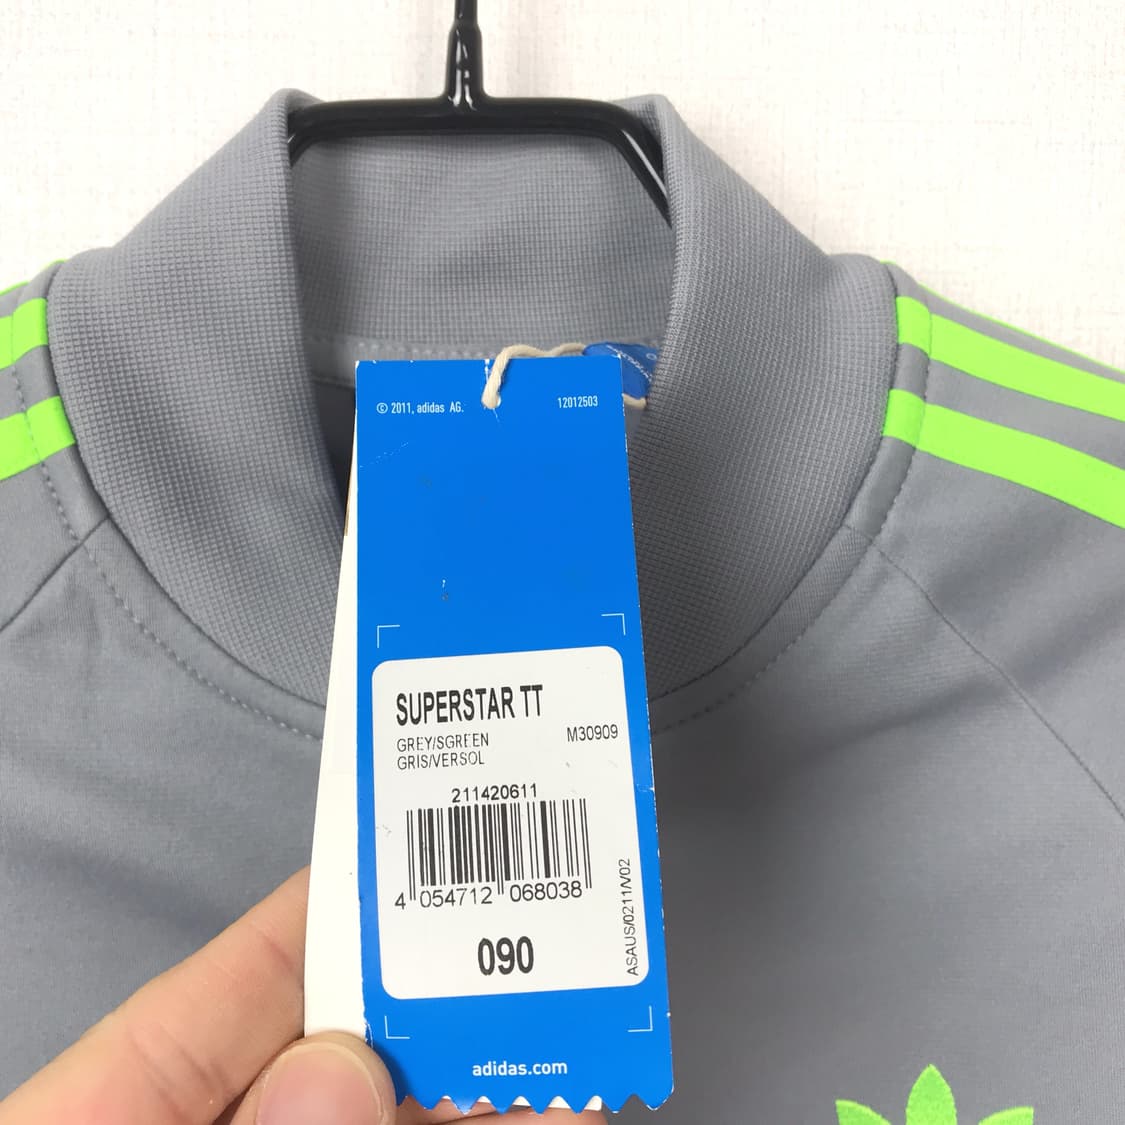 © 2011, adidas AG.
12012503
SUPERSTAR TT
GREY/SGREEN
M30909
GRIS/VERSOL
211420611
4 054712 068038
ASAUS/0211/V02
090
adidas.com